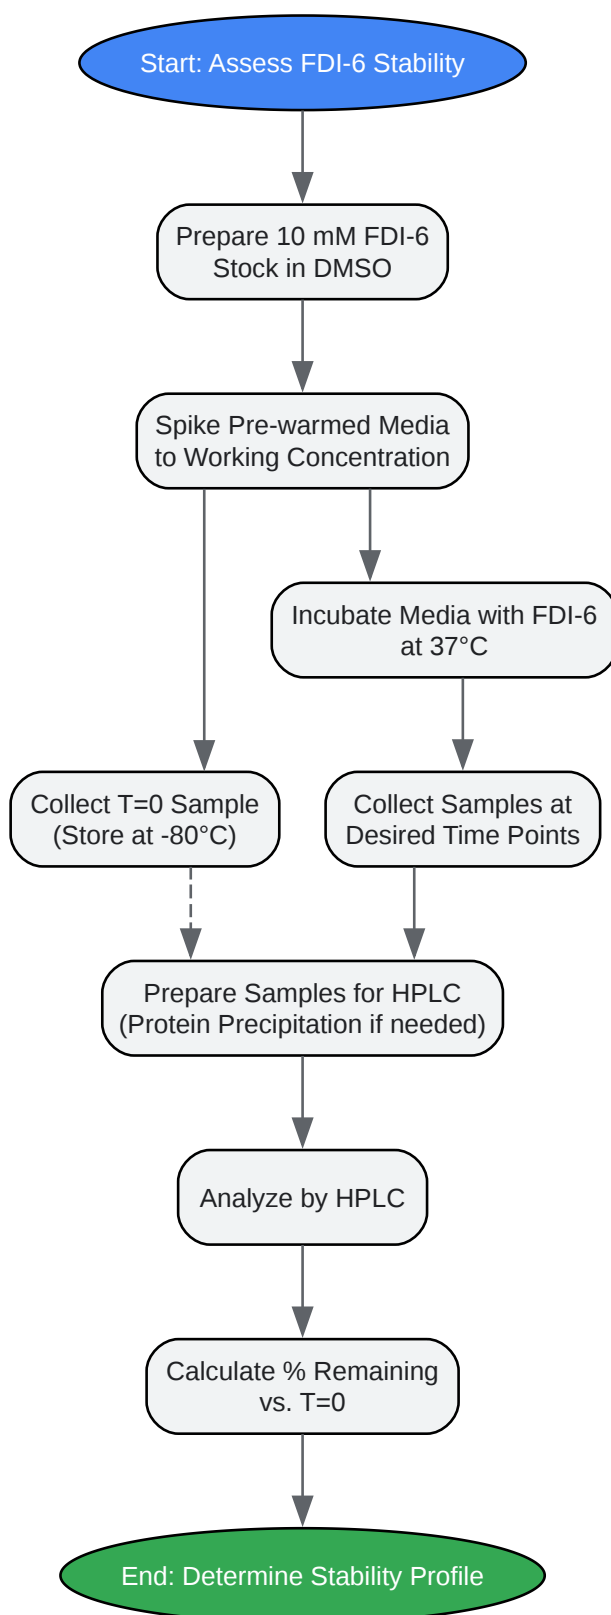 Start: Assess FDI-6 Stability
Prepare 10 mM FDI-6
Stock in DMSO
Spike Pre-warmed Media
to Working Concentration
Incubate Media with FDI-6
at 37°C
Collect T=0 Sample
(Store at -80°C)
Collect Samples at
Desired Time Points
Prepare Samples for HPLC
(Protein Precipitation if needed)
Analyze by HPLC
Calculate % Remaining
vs. T=0
End: Determine Stability Profile